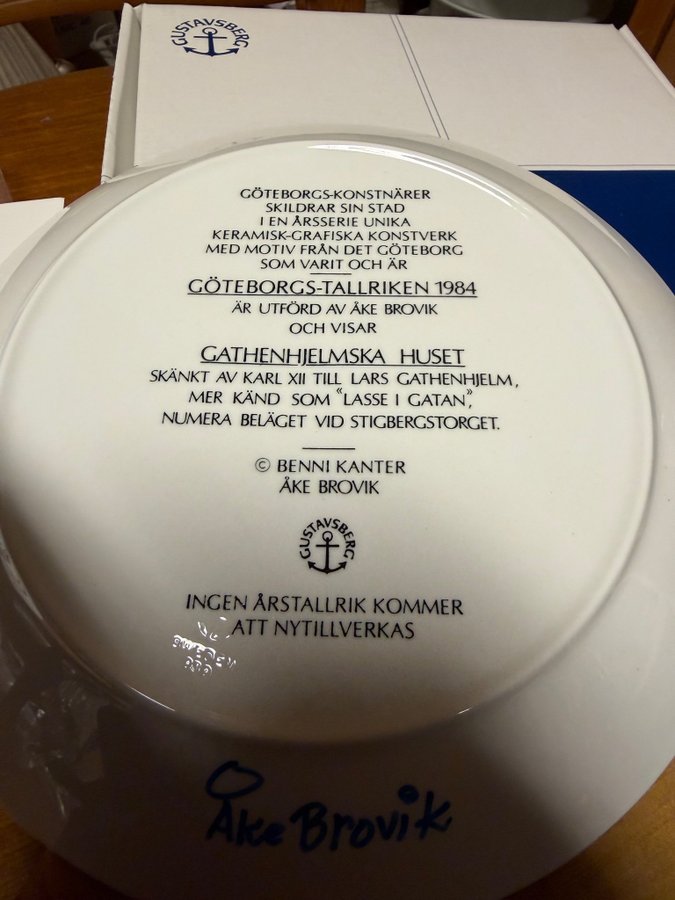 GUSTAVSBERG
GÖTEBORGS-KONSTNÄRER
SKILDRAR SIN STAD
I EN ÅRSSERIE UNIKA
KERAMISK-GRAFISKA KONSTVERK
MED MOTIV FRÅN DET GÖTEBORG
SOM VARIT OCH ÄR
GÖTEBORGS-TALLRIKEN 1984
ÄR UTFÖRD AV ÅKE BROVIK
OCH VISAR
GATHENHJELMSKA HUSET
SKÄNKT AV KARL XII TILL LARS GATHENHJELM,
MER KÄND SOM "LASSE I GATAN",
NUMERA BELÄGET VID STIGBERGSTORGET.
© BENNI KANTER
ÅKE BROVIK
GUSTAVSBERG
INGEN ÅRSTALLRIK KOMMER
ATT NYTILLVERKAS
Åke Brovik